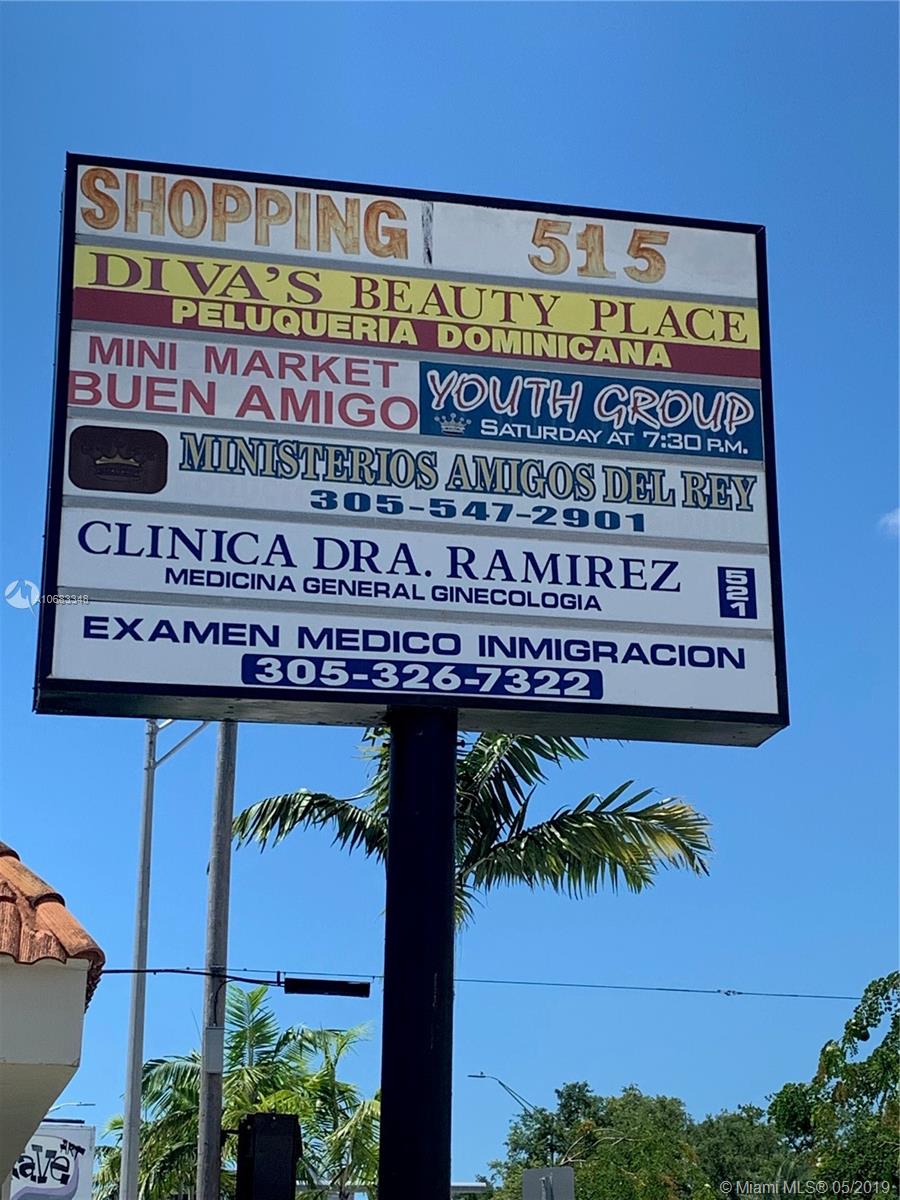 SHOPPING 515
DIVA'S BEAUTY PLACE
PELUQUERIA DOMINICANA
MINI MARKET
BUEN AMIGO
YOUTH GROUP
SATURDAY AT 7:30 P.M.
MINISTERIOS AMIGOS DEL REY
305-547-2901
CLINICA DRA. RAMIREZ
MEDICINA GENERAL GINECOLOGIA
521
EXAMEN MEDICO INMIGRACION
305-326-7322
A10683348
© Miami MLS® 05/2019